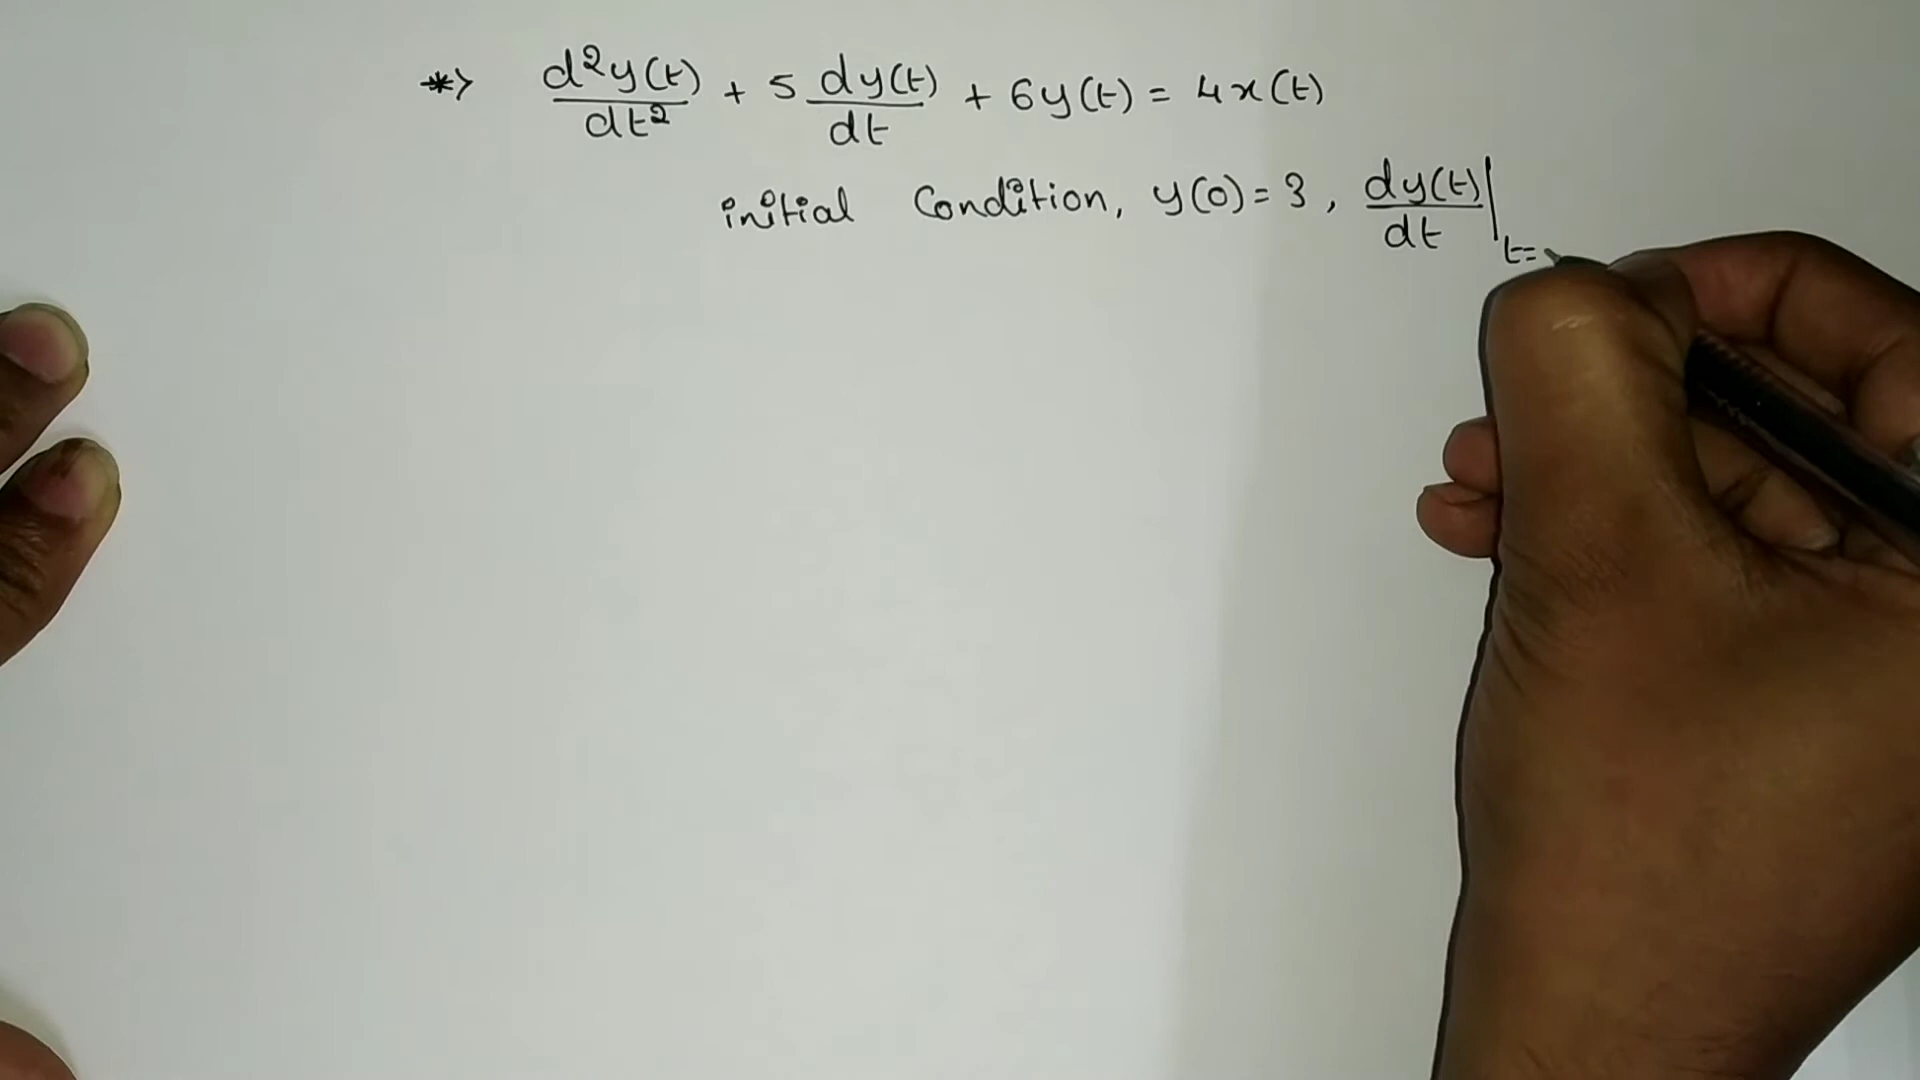 *> d²y(t)/dt² + 5 dy(t)/dt + 6y(t) = 4x(t)
initial Condition, y(0)=3, dy(t)/dt|t=